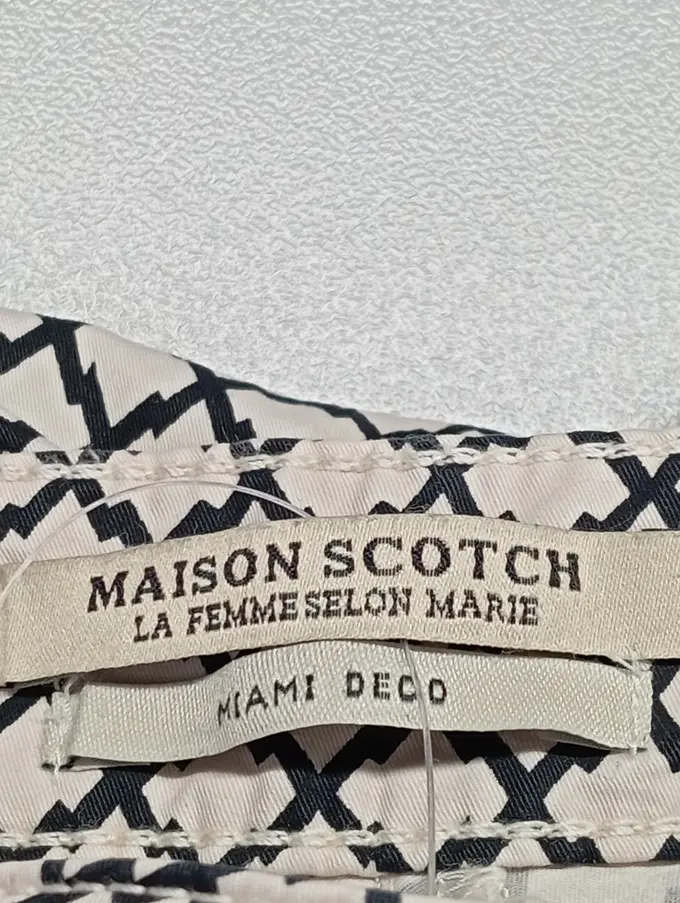 MAISON SCOTCH
LA FEMME SELON MARIE
MIAMI DECO